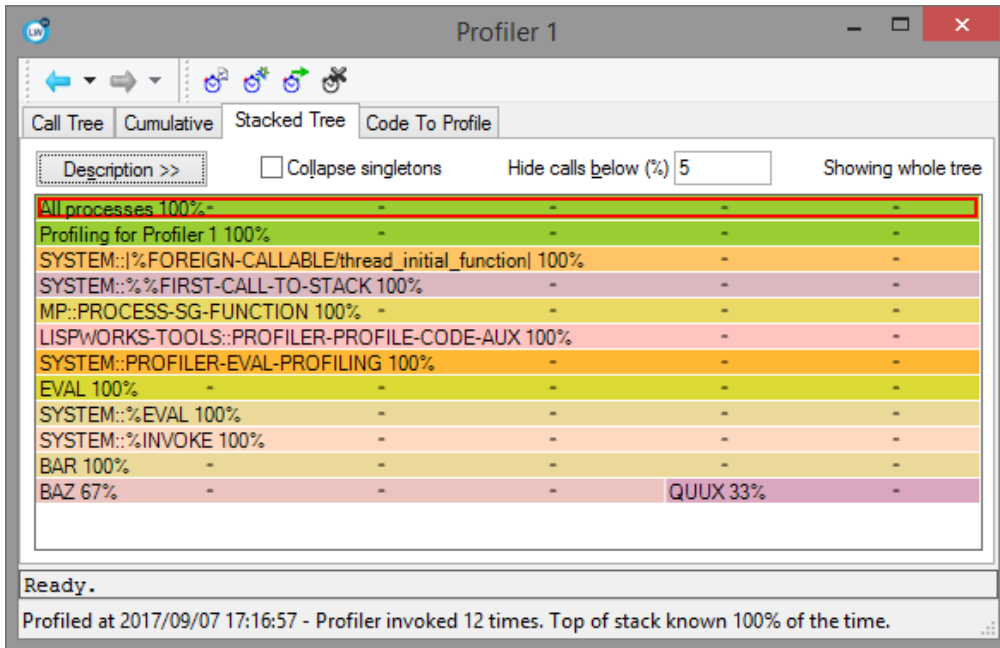 LW
Profiler 1
Call Tree Cumulative Stacked Tree Code To Profile
Description >> Collapse singletons Hide calls below (%) 5 Showing whole tree
All processes 100% - - - - -
Profiling for Profiler 1 100% - - - -
SYSTEM::|%FOREIGN-CALLABLE/thread_initial_function| 100% - -
SYSTEM::%%FIRST-CALL-TO-STACK 100% - - -
MP::PROCESS-SG-FUNCTION 100% - - - -
LISPWORKS-TOOLS::PROFILER-PROFILE-CODE-AUX 100% - -
SYSTEM::PROFILER-EVAL-PROFILING 100% - - -
EVAL 100% - - - - -
SYSTEM::%EVAL 100% - - - -
SYSTEM::%INVOKE 100% - - - -
BAR 100% - - - - -
BAZ 67% - - - QUUX 33% -
Ready.
Profiled at 2017/09/07 17:16:57 - Profiler invoked 12 times. Top of stack known 100% of the time.